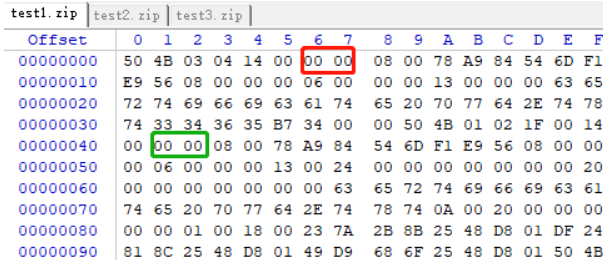 test1.zip test2.zip test3.zip
Offset 0 1 2 3 4 5 6 7 8 9 A B C D E F
00000000 50 4B 03 04 14 00 00 00 08 00 78 A9 84 54 6D F1
00000010 E9 56 08 00 00 00 06 00 00 00 13 00 00 00 63 65
00000020 72 74 69 66 69 63 61 74 65 20 70 77 64 2E 74 78
00000030 74 33 34 36 35 B7 34 00 00 50 4B 01 02 1F 00 14
00000040 00 00 00 08 00 78 A9 84 54 6D F1 E9 56 08 00 00
00000050 00 06 00 00 00 13 00 24 00 00 00 00 00 00 00 20
00000060 00 00 00 00 00 00 00 63 65 72 74 69 66 69 63 61
00000070 74 65 20 70 77 64 2E 74 78 74 0A 00 20 00 00 00
00000080 00 00 01 00 18 00 23 7A 2B 8B 25 48 D8 01 DF 24
00000090 81 8C 25 48 D8 01 49 D9 68 6F 25 48 D8 01 50 4B